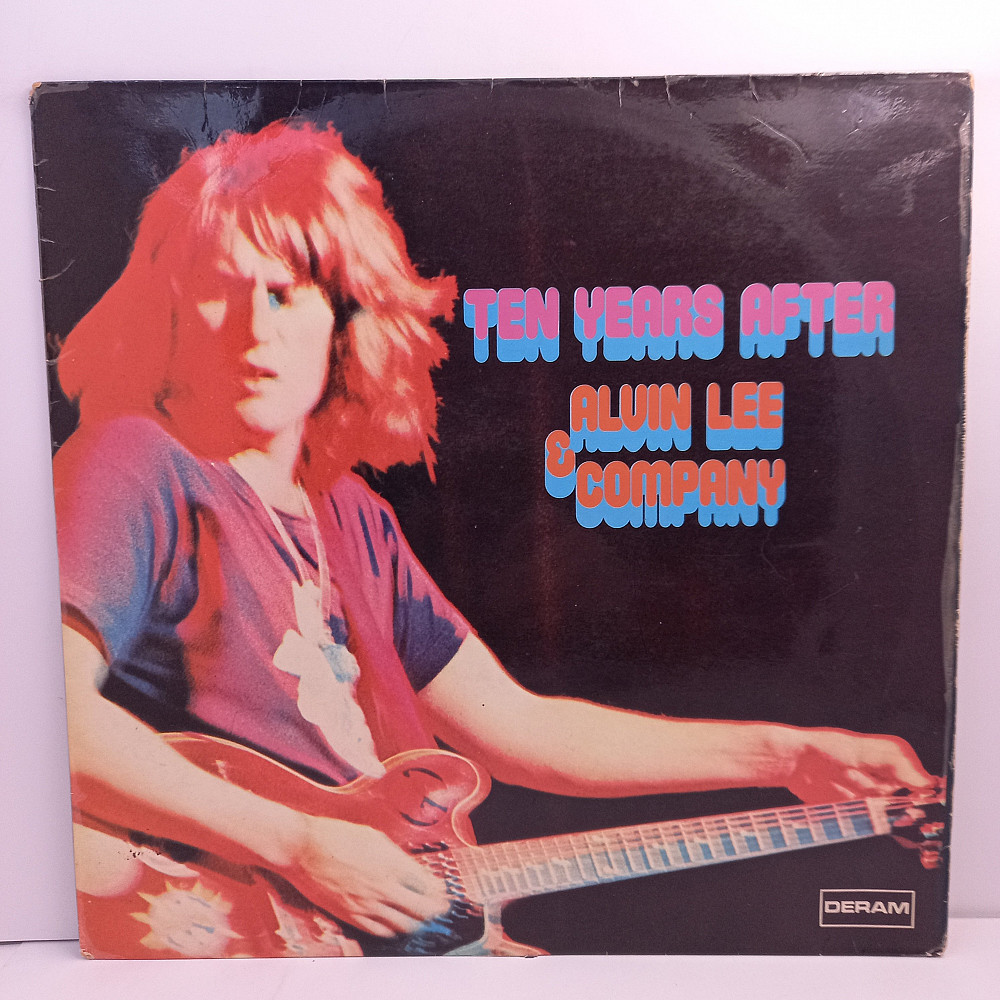 TEN YEARS AFTER
ALVIN LEE
& COMPANY
DERAM